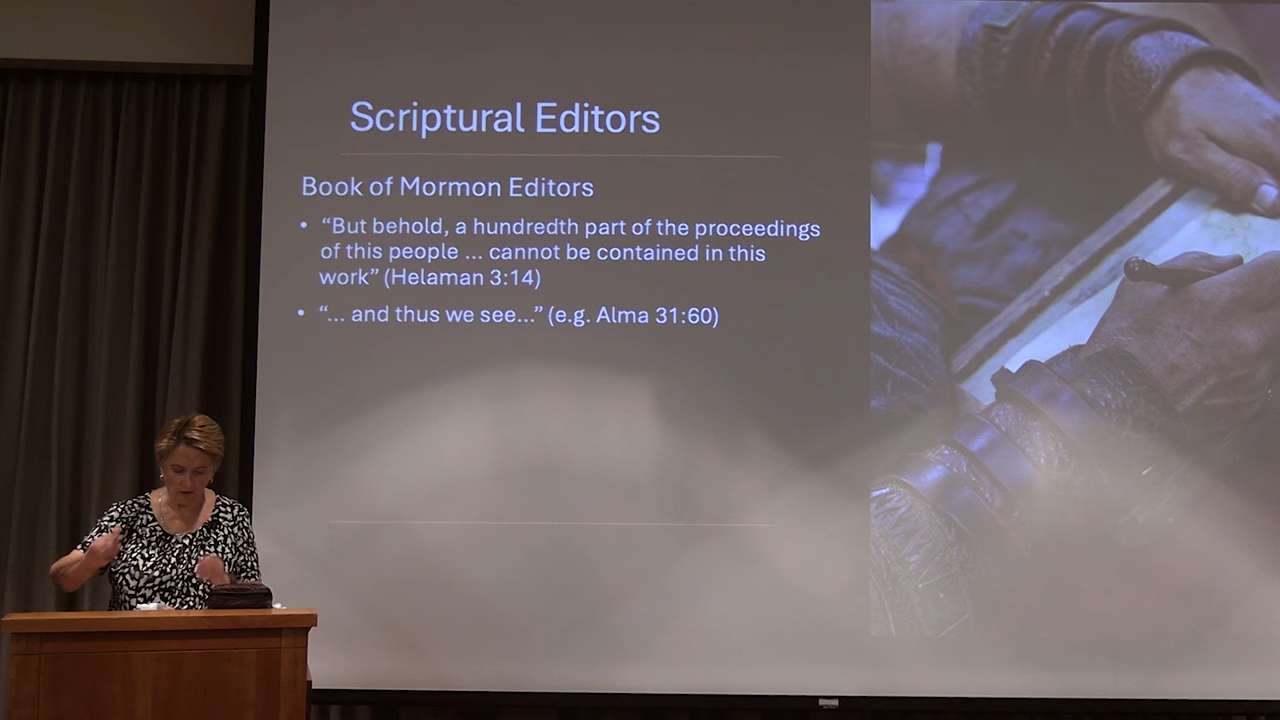 Scriptural Editors
Book of Mormon Editors
• “But behold, a hundredth part of the proceedings
of this people ... cannot be contained in this
work” (Helaman 3:14)
• “... and thus we see...” (e.g. Alma 31:60)